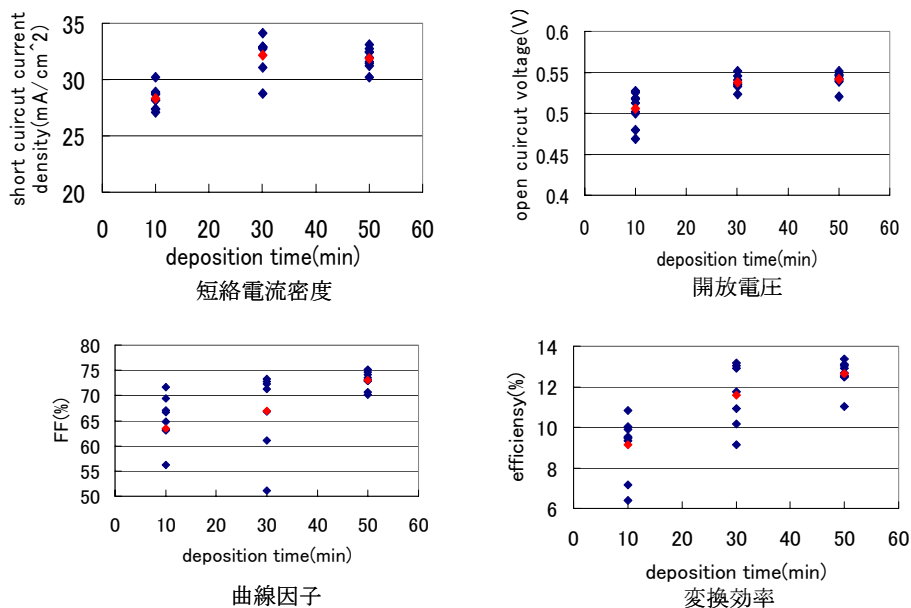 short cuircut current
density(mA/cm^2)
35
30
25
20
0 10 20 30 40 50 60
deposition time(min)
短絡電流密度
open cuircut voltage(V)
0.6
0.55
0.5
0.45
0.4
0 10 20 30 40 50 60
deposition time(min)
開放電圧
FF(%)
80
75
70
65
60
55
50
0 10 20 30 40 50 60
deposition time(min)
曲線因子
efficiensy(%)
14
12
10
8
6
0 10 20 30 40 50 60
deposition time(min)
変換効率